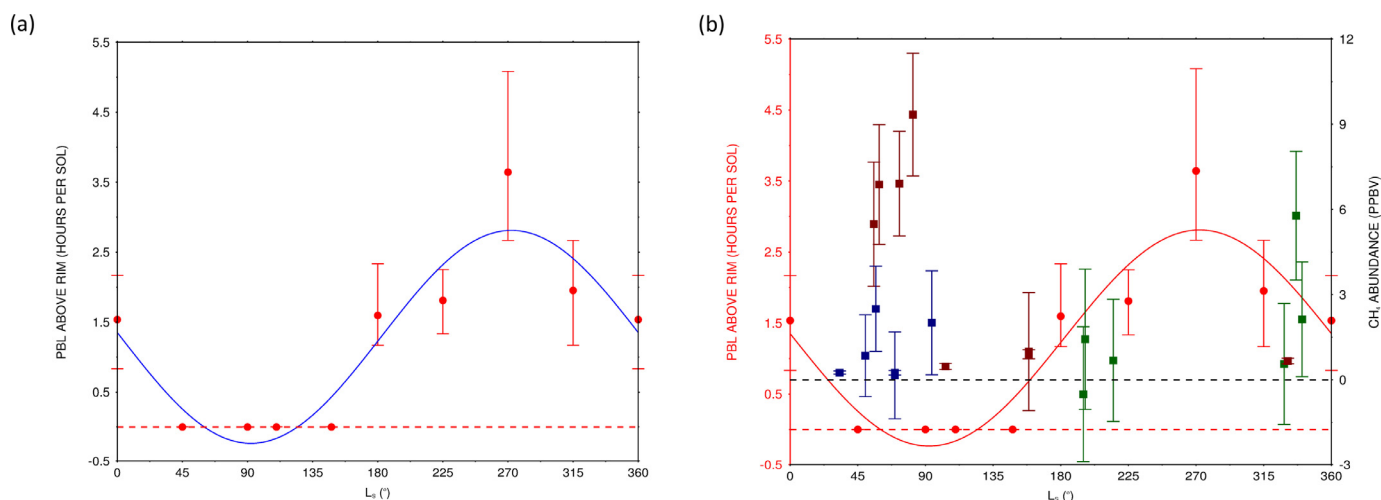 (a)
5.5
4.5
3.5
2.5
1.5
0.5
-0.5
PBL ABOVE RIM (HOURS PER SOL)
0 45 90 135 180 225 270 315 360
Ls (°)
(b)
5.5
4.5
3.5
2.5
1.5
0.5
-0.5
PBL ABOVE RIM (HOURS PER SOL)
12
9
6
3
0
-3
CH₄ ABUNDANCE (PPBV)
0 45 90 135 180 225 270 315 360
Ls (°)